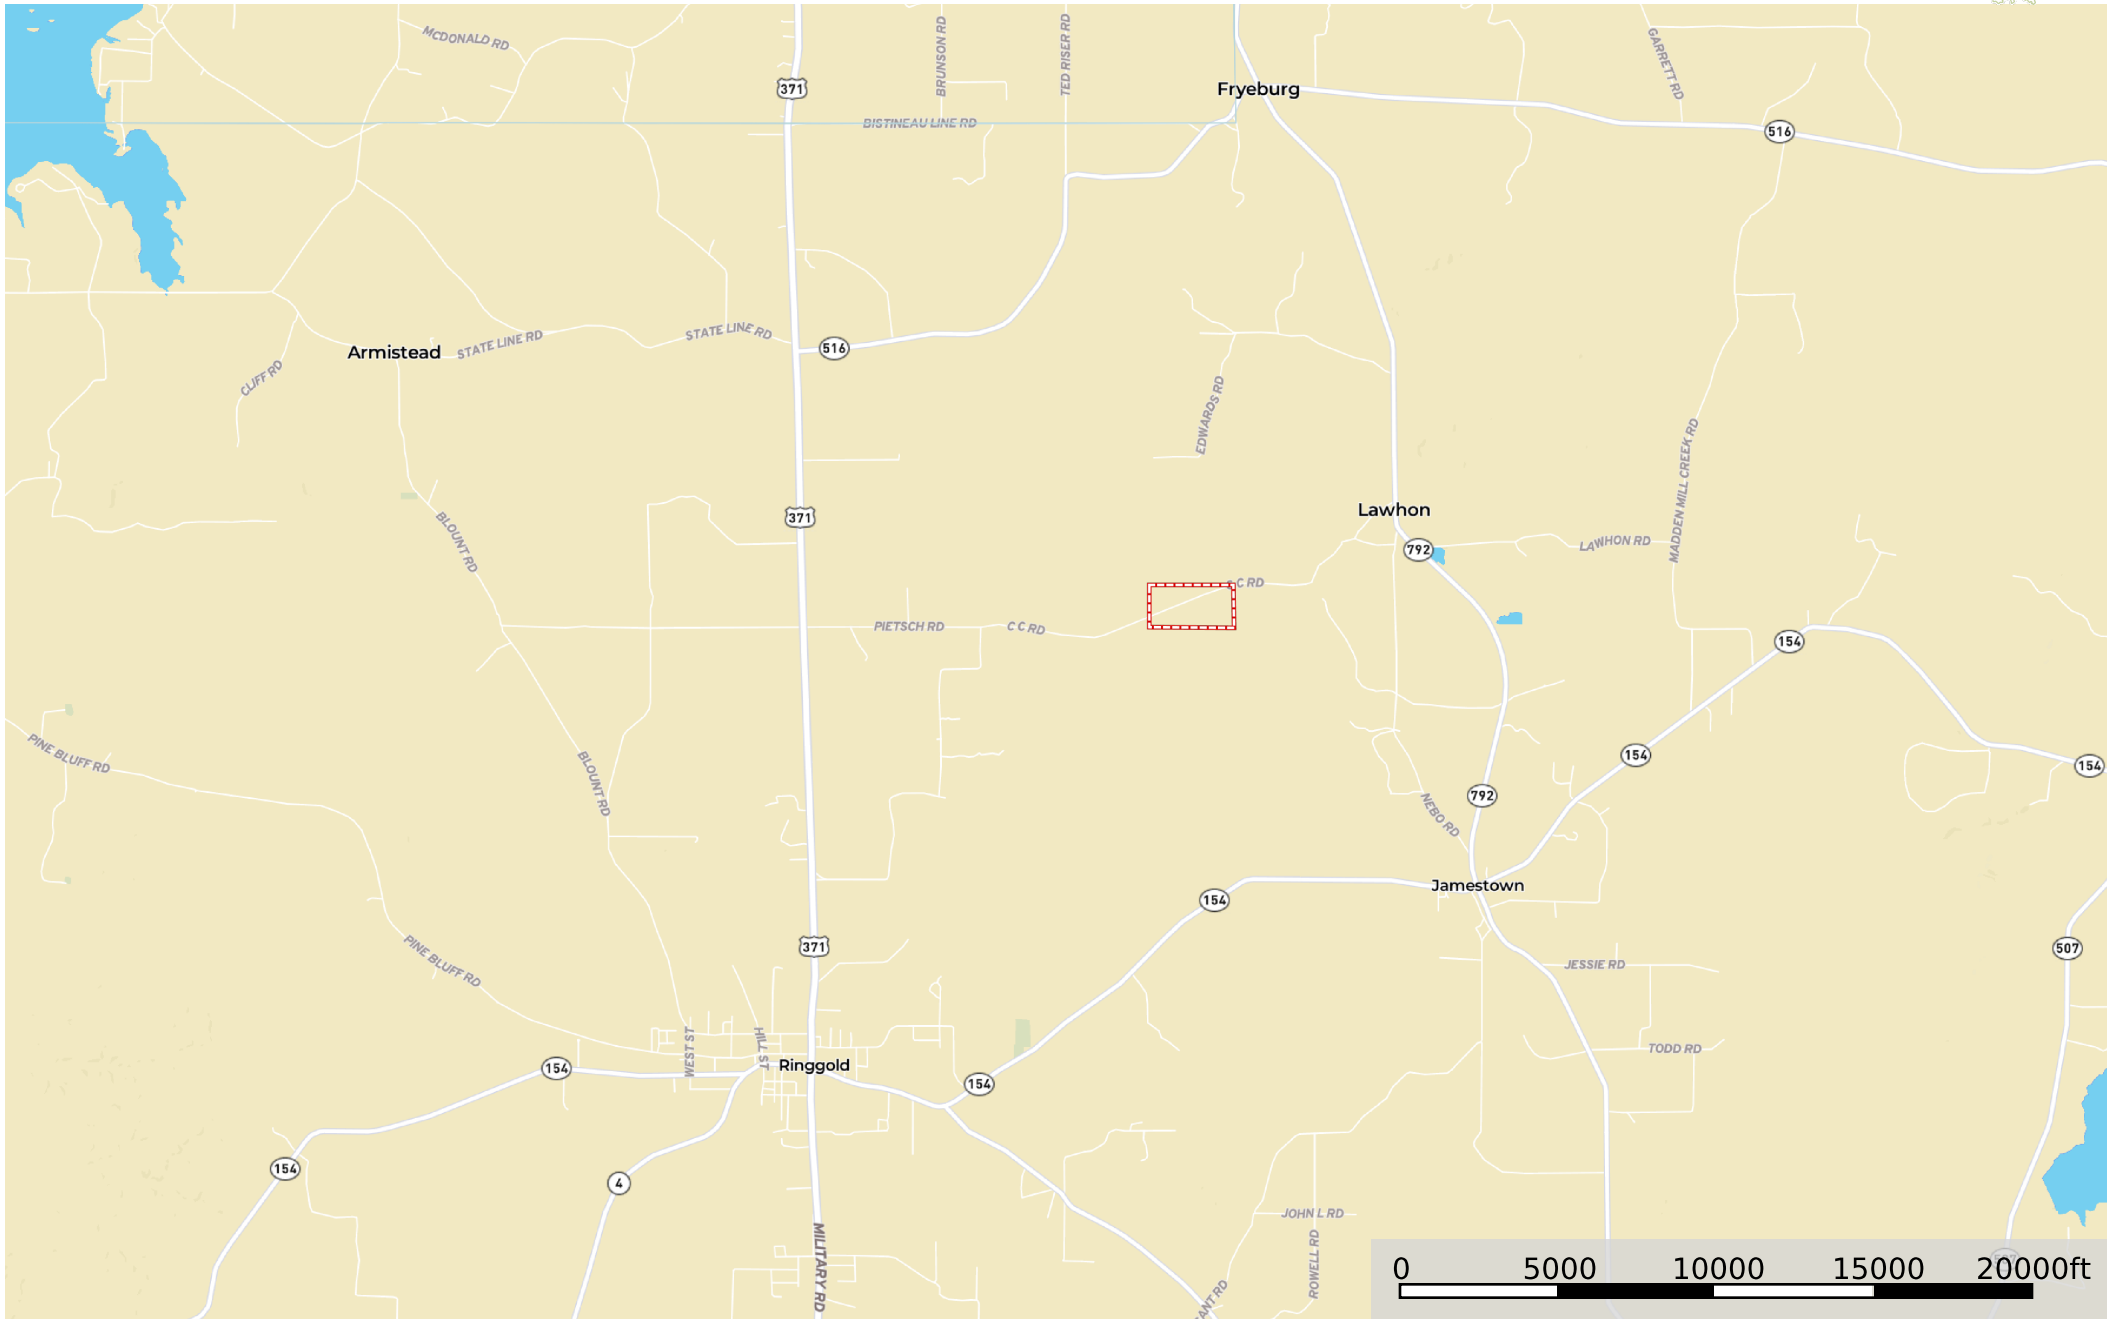 MCDONALD RD
BRUNSON RD
TED RISER RD
GARRETT RD
371
Fryeburg
BISTINEAU LINE RD
516
STATE LINE RD
STATE LINE RD
516
Armistead
CLIFF RD
EDWARDS RD
MADDEN MILL CREEK RD
371
Lawhon
BLOUNT RD
792
LAWHON RD
C RD
PIETSCH RD
C C RD
154
PINE BLUFF RD
BLOUNT RD
154
154
792
NEBO RD
Jamestown
154
371
507
PINE BLUFF RD
JESSIE RD
WEST ST
HILL ST
TODD RD
154
Ringgold
154
154
4
JOHN L RD
MILITARY RD
ROWELL RD
507
0 5000 10000 15000 20000ft
ANT RD